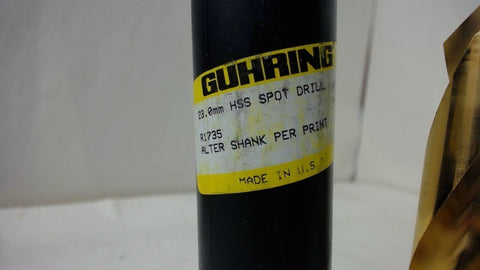 GUHRING
23.0mm HSS SPOT DRILL
R1735
ALTER SHANK PER PRINT
MADE IN U.S.